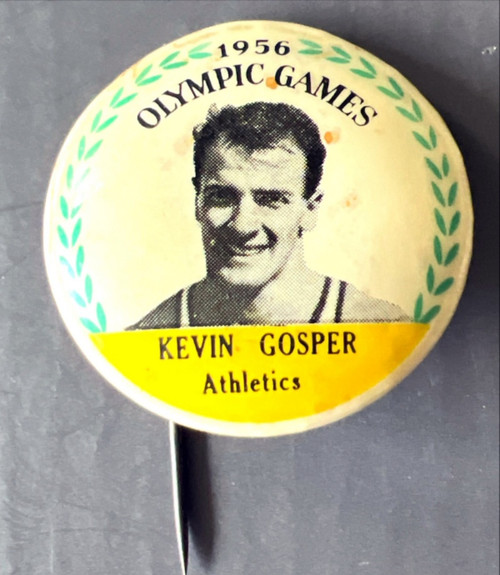 1956
OLYMPIC GAMES
KEVIN GOSPER
Athletics